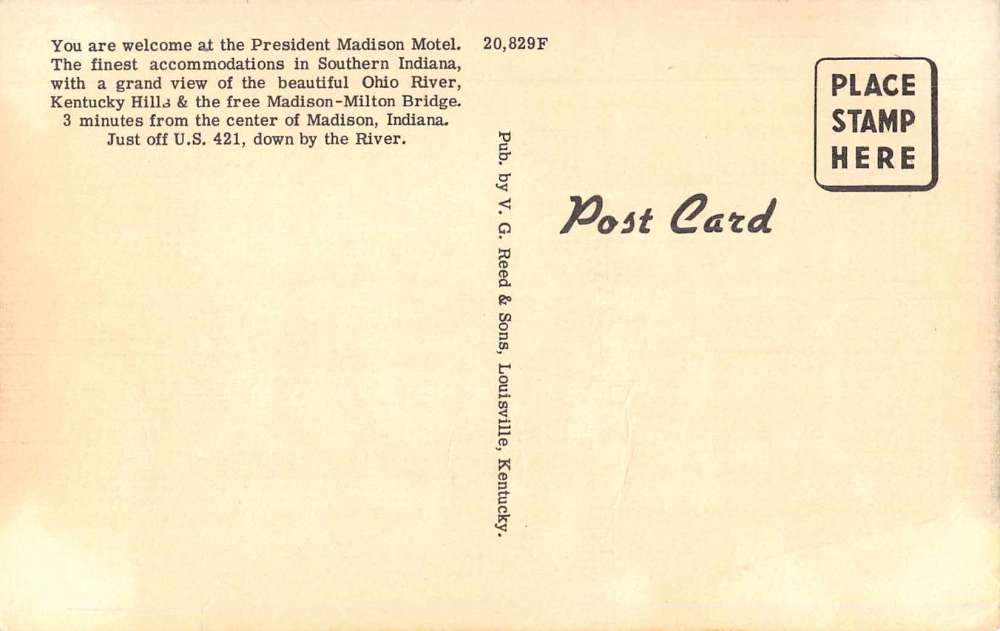 You are welcome at the President Madison Motel.
The finest accommodations in Southern Indiana,
with a grand view of the beautiful Ohio River,
Kentucky Hills & the free Madison-Milton Bridge.
3 minutes from the center of Madison, Indiana.
Just off U.S. 421, down by the River.
20,829F
Pub. by V. G. Reed & Sons, Louisville, Kentucky.
PLACE
STAMP
HERE
Post Card